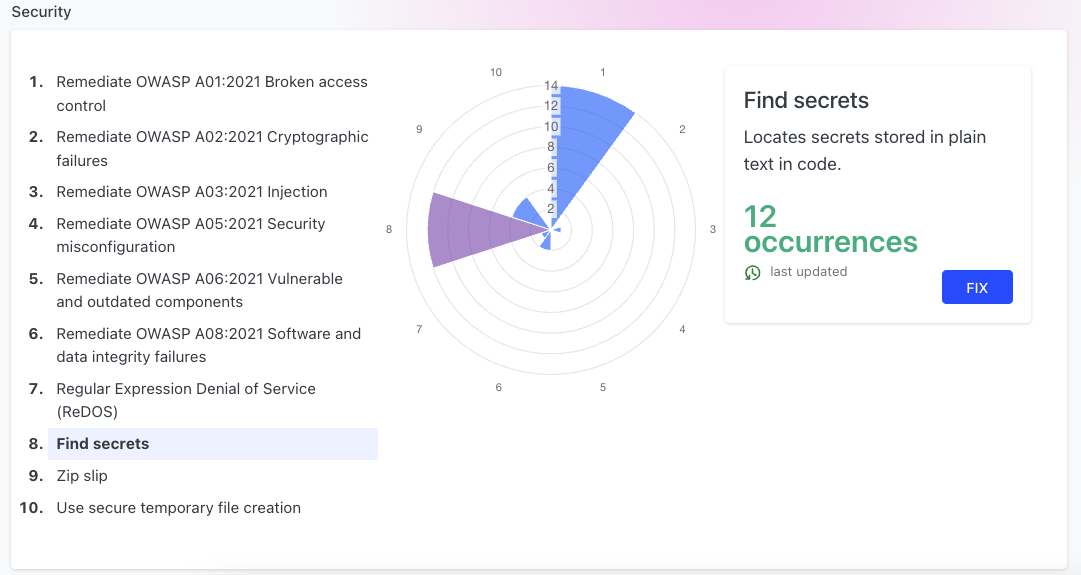 Security
1. Remediate OWASP A01:2021 Broken access
control
2. Remediate OWASP A02:2021 Cryptographic
failures
3. Remediate OWASP A03:2021 Injection
4. Remediate OWASP A05:2021 Security
misconfiguration
5. Remediate OWASP A06:2021 Vulnerable
and outdated components
6. Remediate OWASP A08:2021 Software and
data integrity failures
7. Regular Expression Denial of Service
(ReDOS)
8. Find secrets
9. Zip slip
10. Use secure temporary file creation
10
1
9
2
8
3
7
4
6
5
14
12
10
8
6
4
2
Find secrets
Locates secrets stored in plain
text in code.
12
occurrences
last updated
FIX